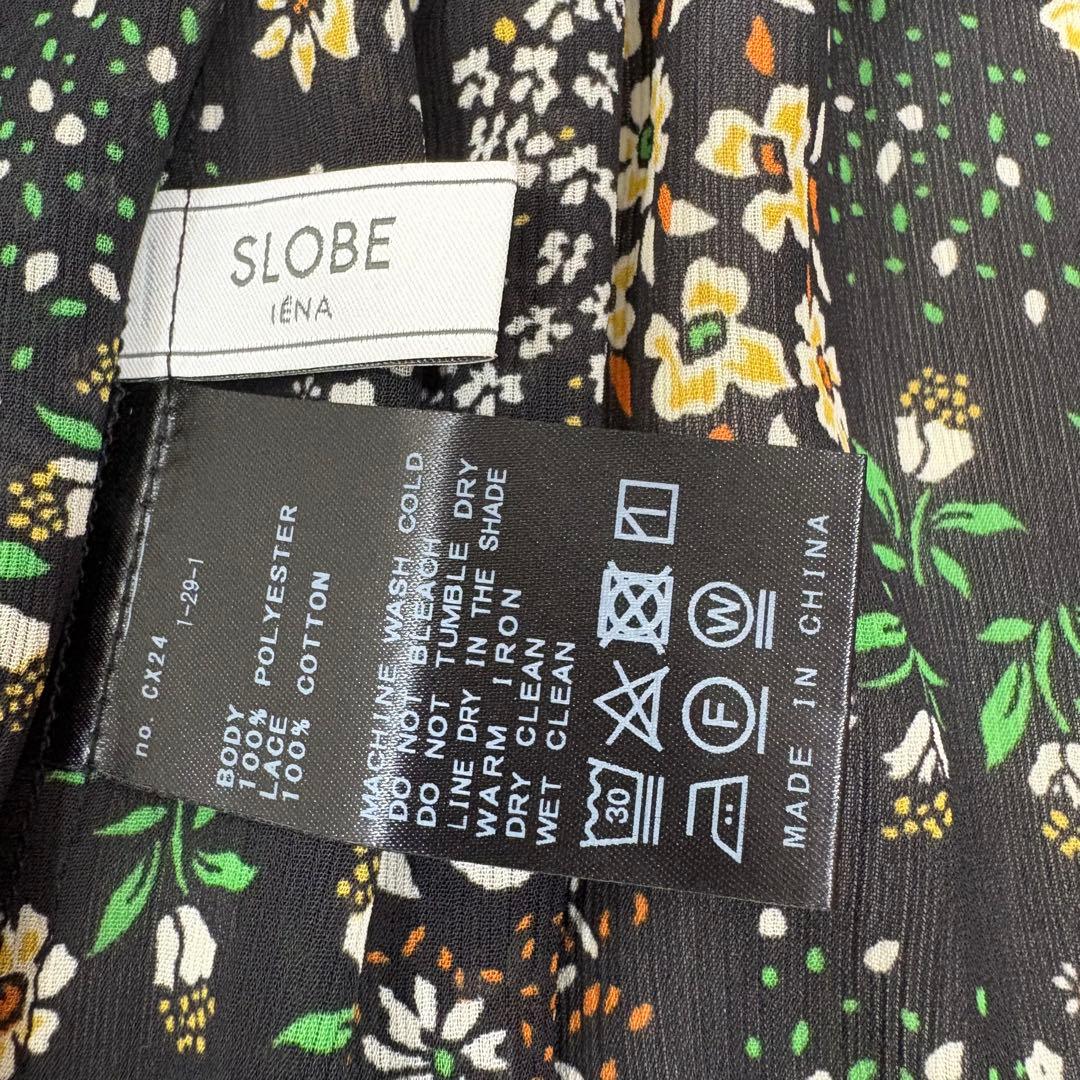 SLOBE
IÉNA
no. CX24
1-29-1
BODY
100% POLYESTER
LACE
100% COTTON
MACHINE WASH COLD
DO NOT BLEACH
DO NOT TUMBLE DRY
LINE DRY IN THE SHADE
WARM IRON
DRY CLEAN
WET CLEAN
30
F W
MADE IN CHINA